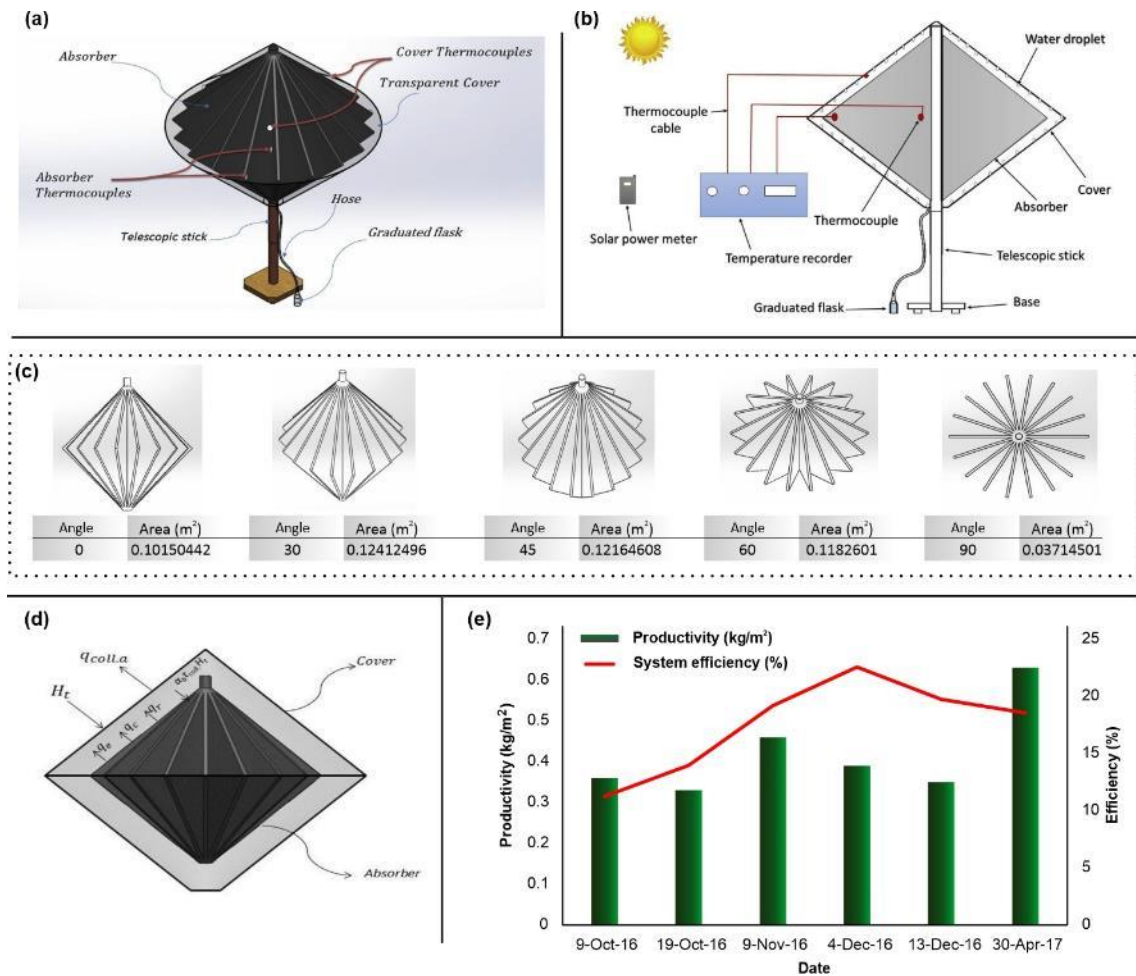 (a)
Absorber
Cover Thermocouples
Transparent Cover
Absorber
Thermocouples
Hose
Telescopic stick
Graduated flask
(b)
Water droplet
Thermocouple
cable
Cover
Absorber
Thermocouple
Solar power meter
Temperature recorder
Telescopic stick
Graduated flask
Base
(c)
Angle Area (m²) Angle Area (m²) Angle Area (m²) Angle Area (m²) Angle Area (m²)
0 0.10150442 30 0.12412496 45 0.12164608 60 0.1182601 90 0.03714501
(d)
qcoll.a
Cover
Ht
qr
qc
qe
Absorber
(e)
Productivity (kg/m²)
System efficiency (%)
0.7
0.6
0.5
0.4
0.3
0.2
0.1
0
Productivity (kg/m²)
25
20
15
10
5
0
Efficiency (%)
9-Oct-16 19-Oct-16 9-Nov-16 4-Dec-16 13-Dec-16 30-Apr-17
Date